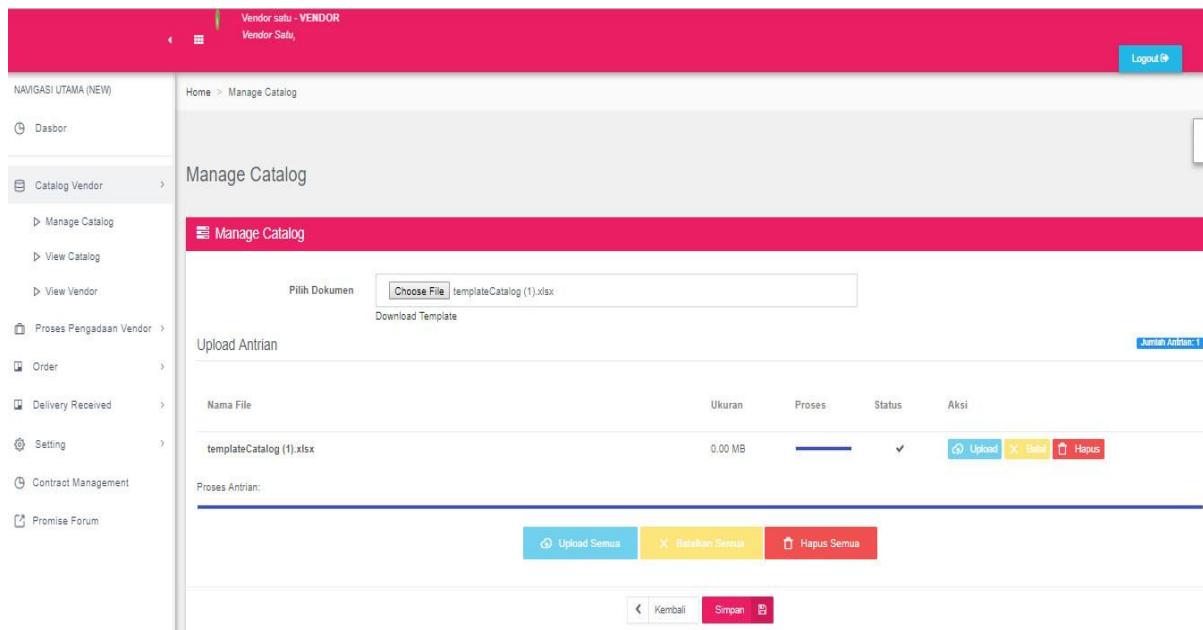 Vendor satu - VENDOR
Vendor Satu,
Logout
NAVIGASI UTAMA (NEW)
Dasbor
Catalog Vendor
Manage Catalog
View Catalog
View Vendor
Proses Pengadaan Vendor
Order
Delivery Received
Setting
Contract Management
Promise Forum
Home > Manage Catalog
Manage Catalog
Manage Catalog
Pilih Dokumen Choose File templateCatalog (1).xlsx
Download Template
Upload Antrian Jumlah Antrian: 1
Nama File Ukuran Proses Status Aksi
templateCatalog (1).xlsx 0.00 MB Upload Batal Hapus
Proses Antrian:
Upload Semua Batalkan Semua Hapus Semua
Kembali Simpan